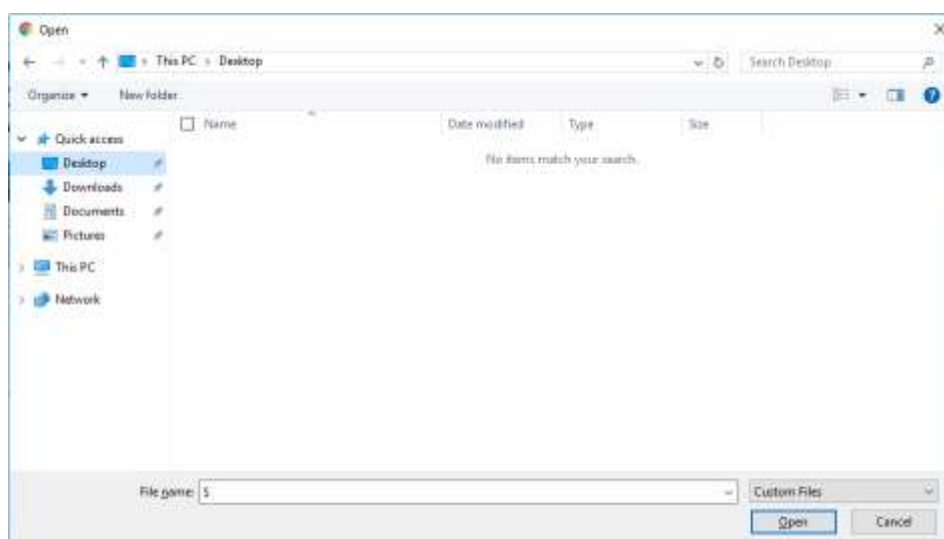 Open
This PC Desktop
Search Desktop
Organize New folder
Name Date modified Type Size
No items match your search.
Quick access
Desktop
Downloads
Documents
Pictures
This PC
Network
File name: S Custom Files
Open Cancel